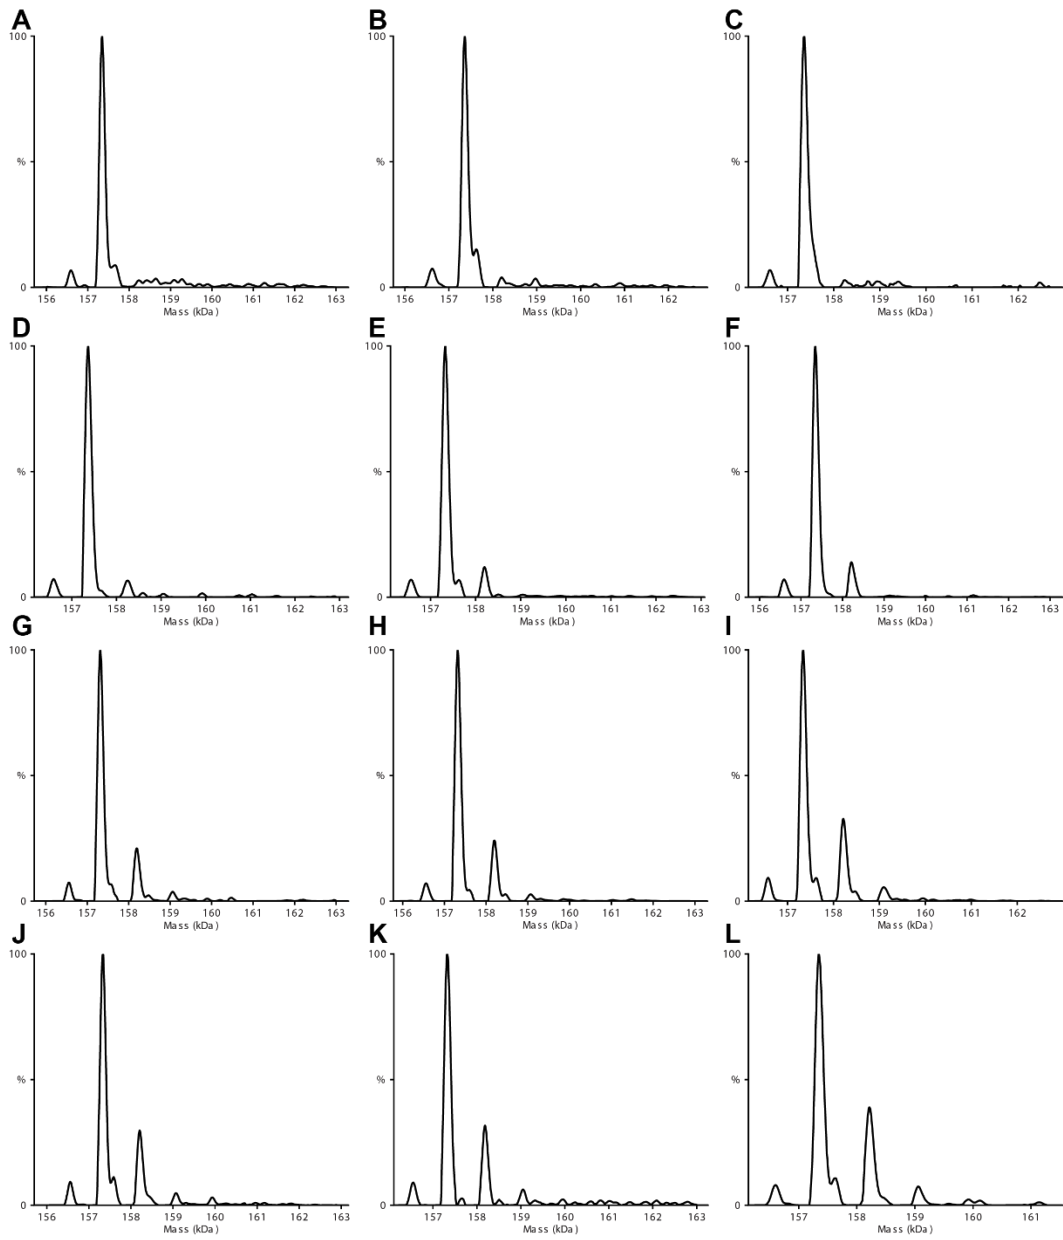 A B C
100 100 100
% % %
0 0 0
156 157 158 159 160 161 162 163 156 157 158 159 160 161 162 163 157 158 159 160 161 162
Mass (kDa) Mass (kDa) Mass (kDa)
D E F
100 100 100
% % %
0 0 0
157 158 159 160 161 162 163 157 158 159 160 161 162 163 156 157 158 159 160 161 162 163
Mass (kDa) Mass (kDa) Mass (kDa)
G H I
100 100 100
% % %
0 0 0
156 157 158 159 160 161 162 163 156 157 158 159 160 161 162 163 157 158 159 160 161 162
Mass (kDa) Mass (kDa) Mass (kDa)
J K L
100 100 100
% % %
0 0 0
156 157 158 159 160 161 162 163 157 158 159 160 161 162 163 157 158 159 160 161
Mass (kDa) Mass (kDa) Mass (kDa)